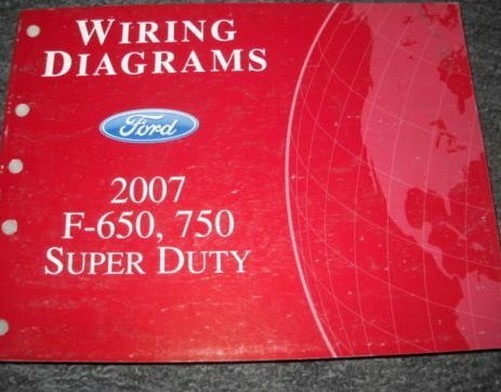 WIRING
DIAGRAMS
Ford
2007
F-650, 750
SUPER DUTY